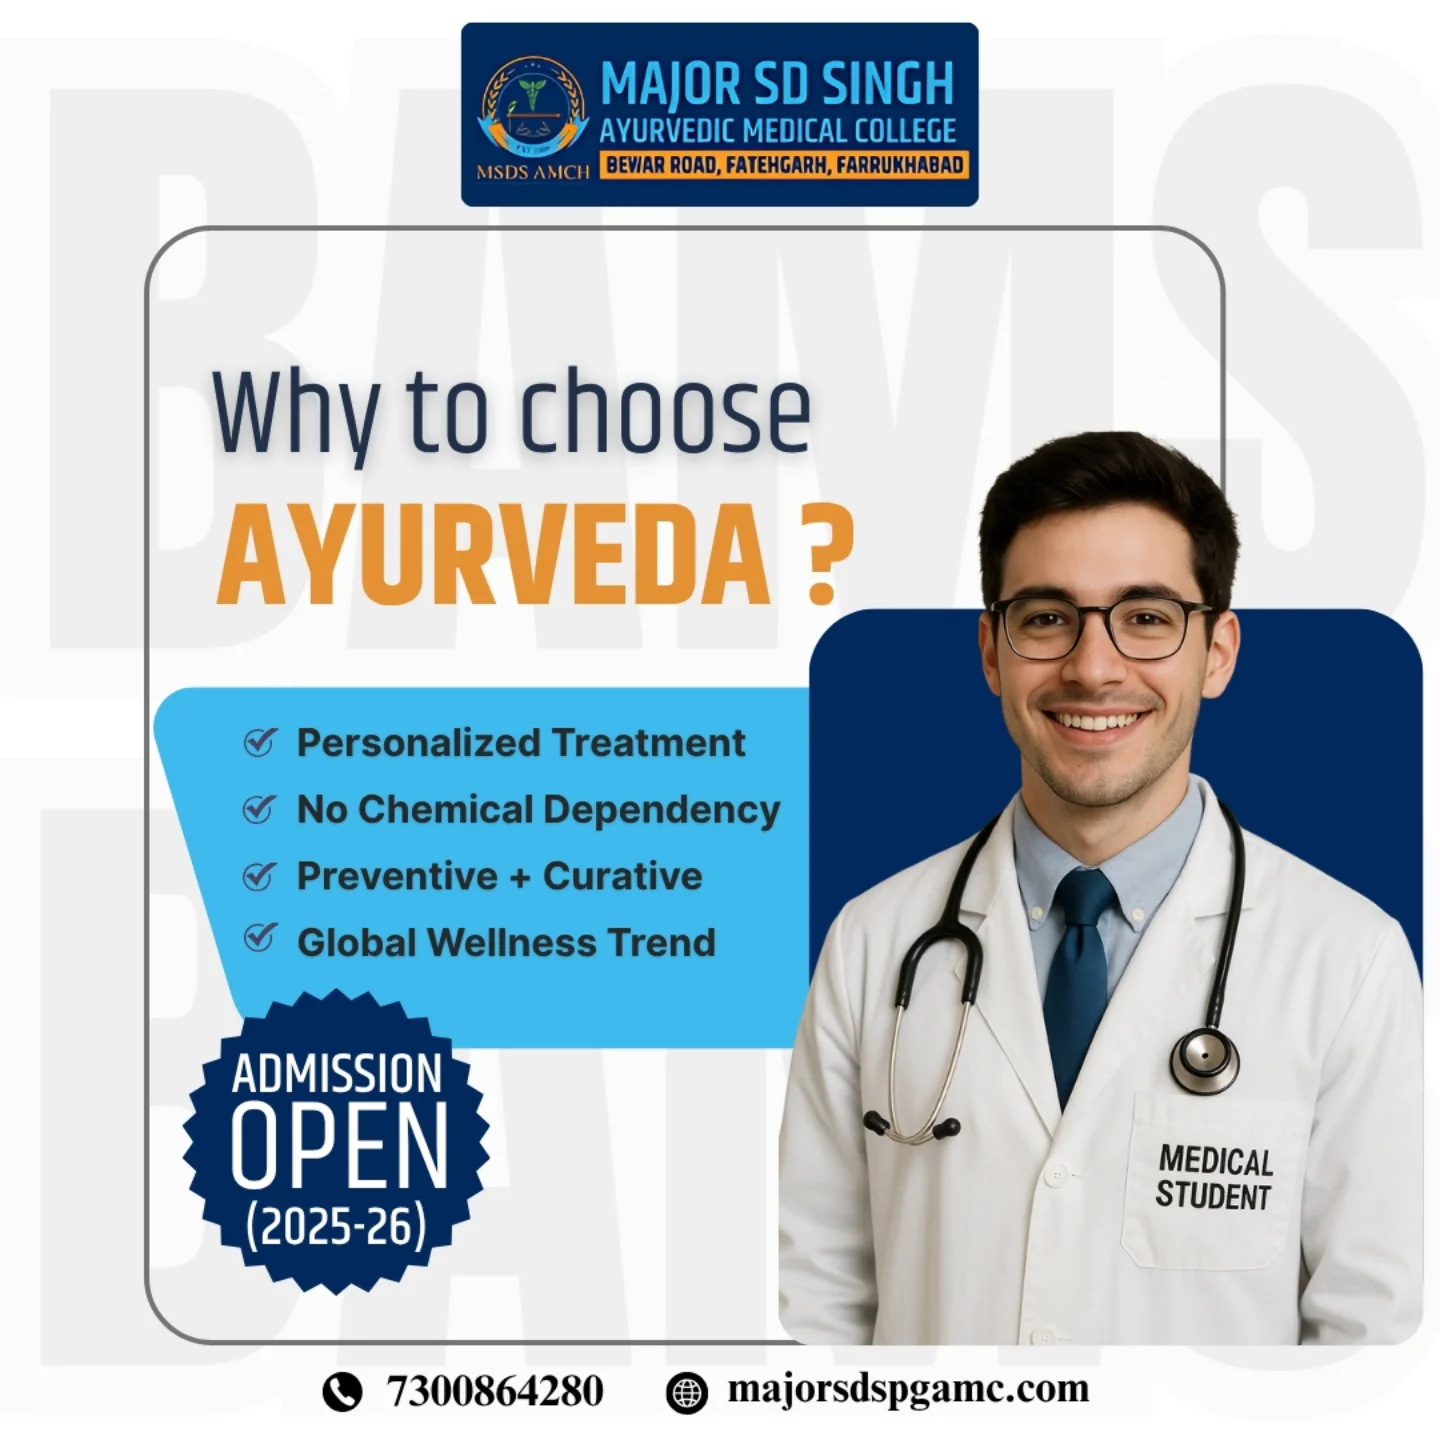 MAJOR SD SINGH
AYURVEDIC MEDICAL COLLEGE
BEWAR ROAD, FATEHGARH, FARRUKHABAD
MSDS AMCH
BAMS
Why to choose
AYURVEDA ?
Personalized Treatment
No Chemical Dependency
Preventive + Curative
Global Wellness Trend
ADMISSION
OPEN
(2025-26)
MEDICAL
STUDENT
BAMS
7300864280
majorsdspgamc.com